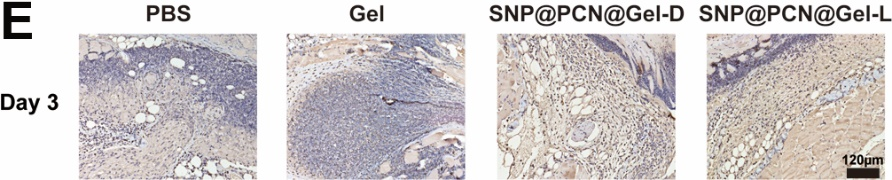 E
PBS Gel SNP@PCN@Gel-D SNP@PCN@Gel-L
Day 3
120μm